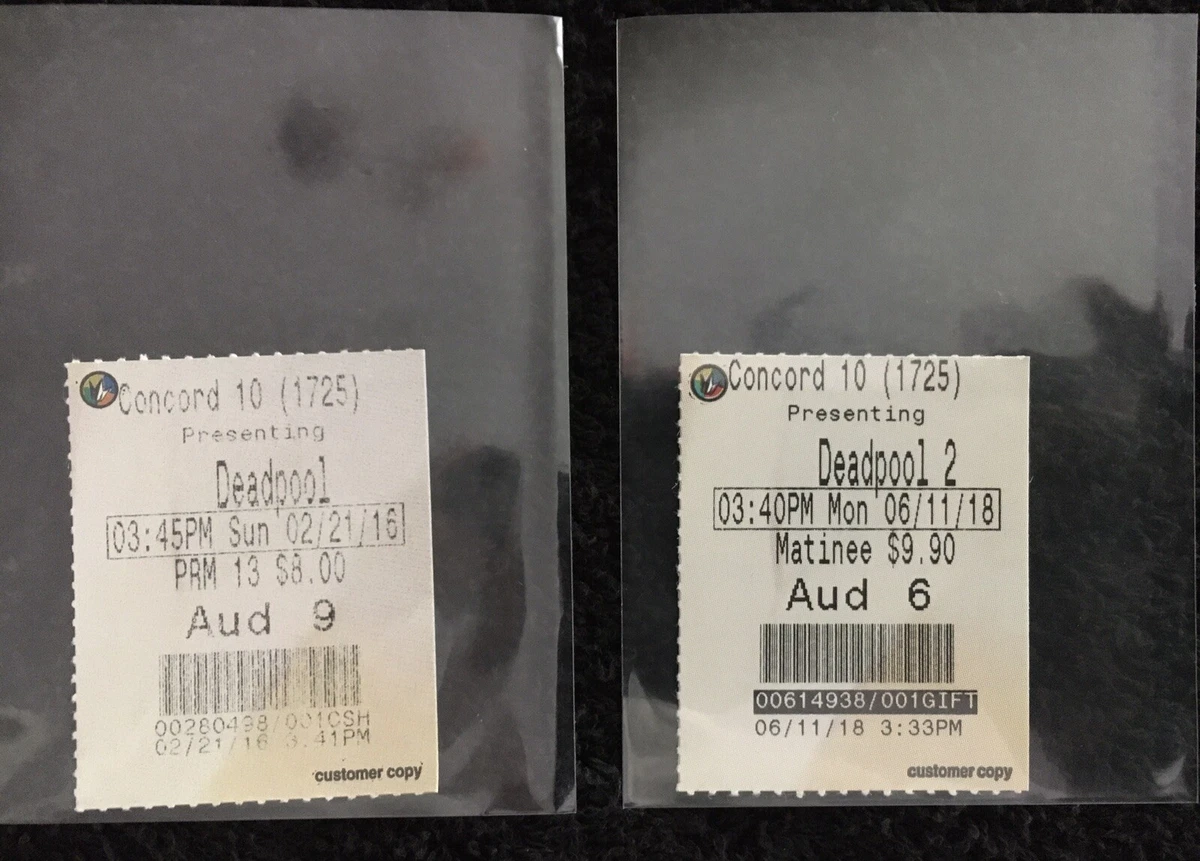 Concord 10 (1725)
Presenting
Deadpool
03:45PM Sun 02/21/16
PRM 13 $8.00
Aud 9
00280498/001CSH
02/21/16 3:41PM
customer copy
Concord 10 (1725)
Presenting
Deadpool 2
03:40PM Mon 06/11/18
Matinee $9.90
Aud 6
00614938/001GIFT
06/11/18 3:33PM
customer copy